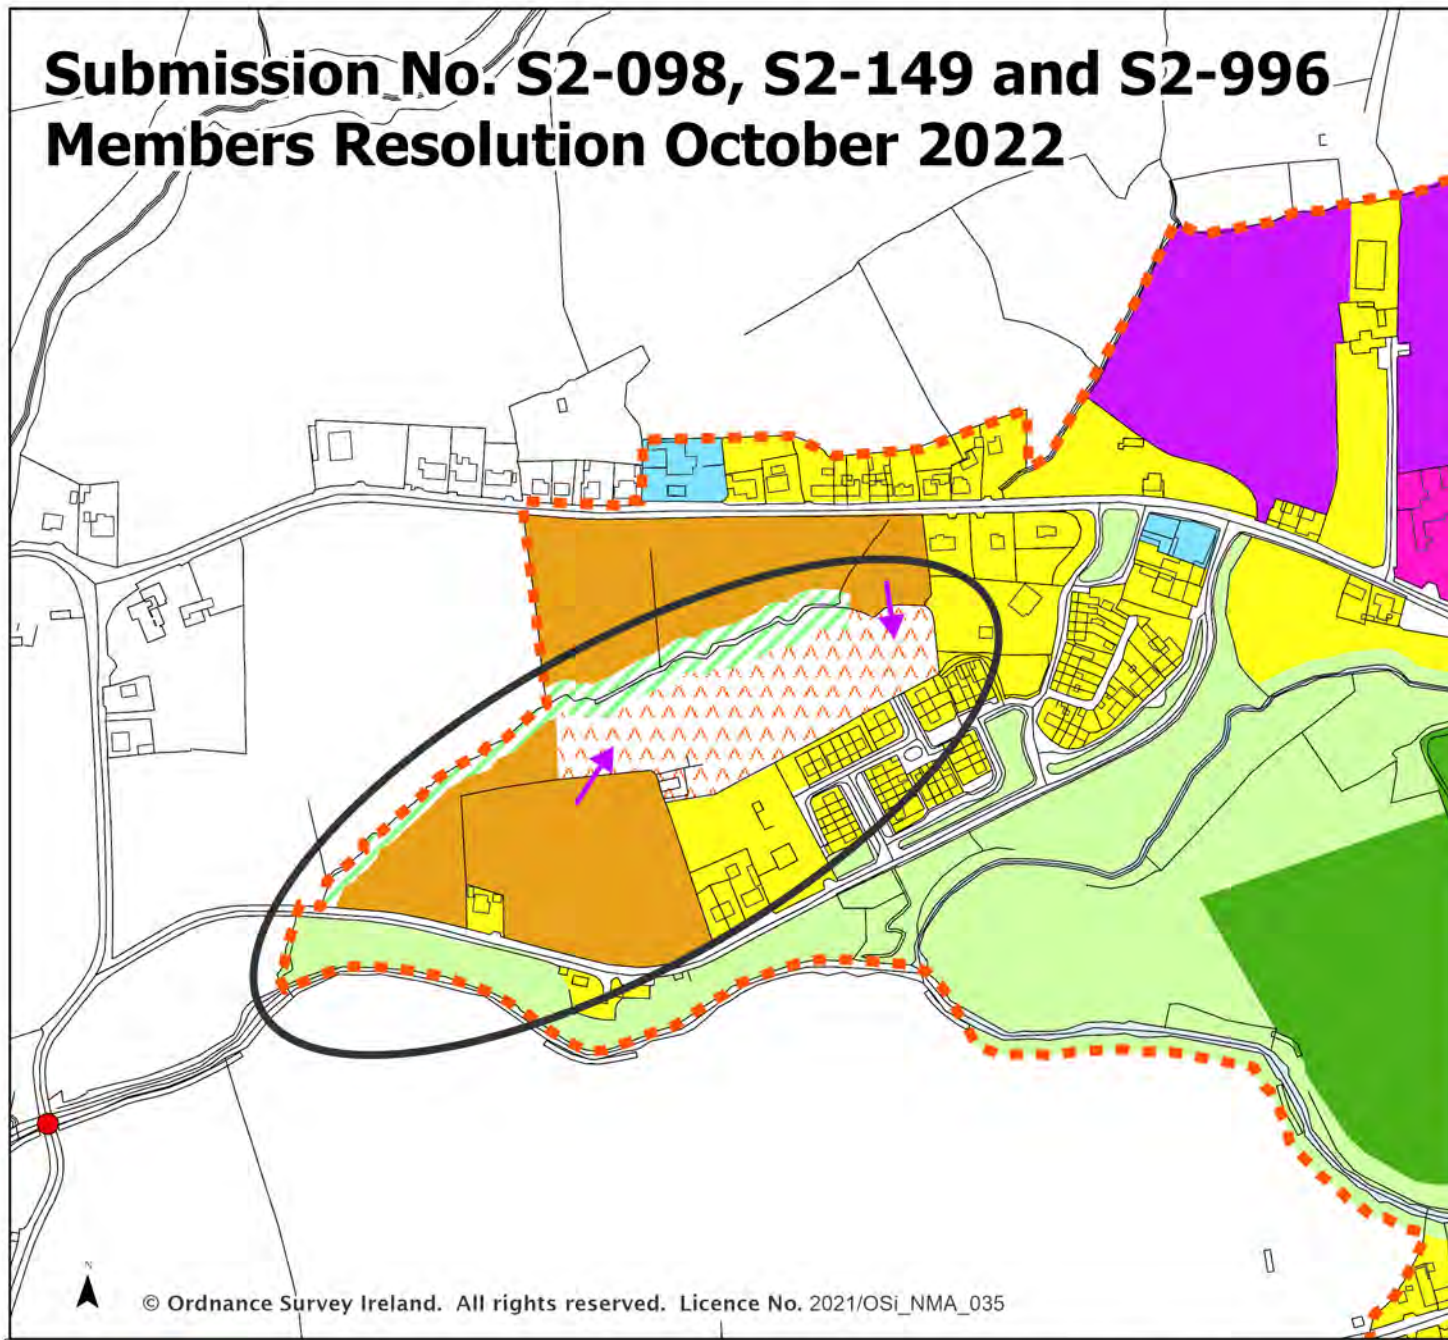 Submission No. S2-098, S2-149 and S2-996
Members Resolution October 2022
N
© Ordnance Survey Ireland. All rights reserved. Licence No. 2021/OSi_NMA_035